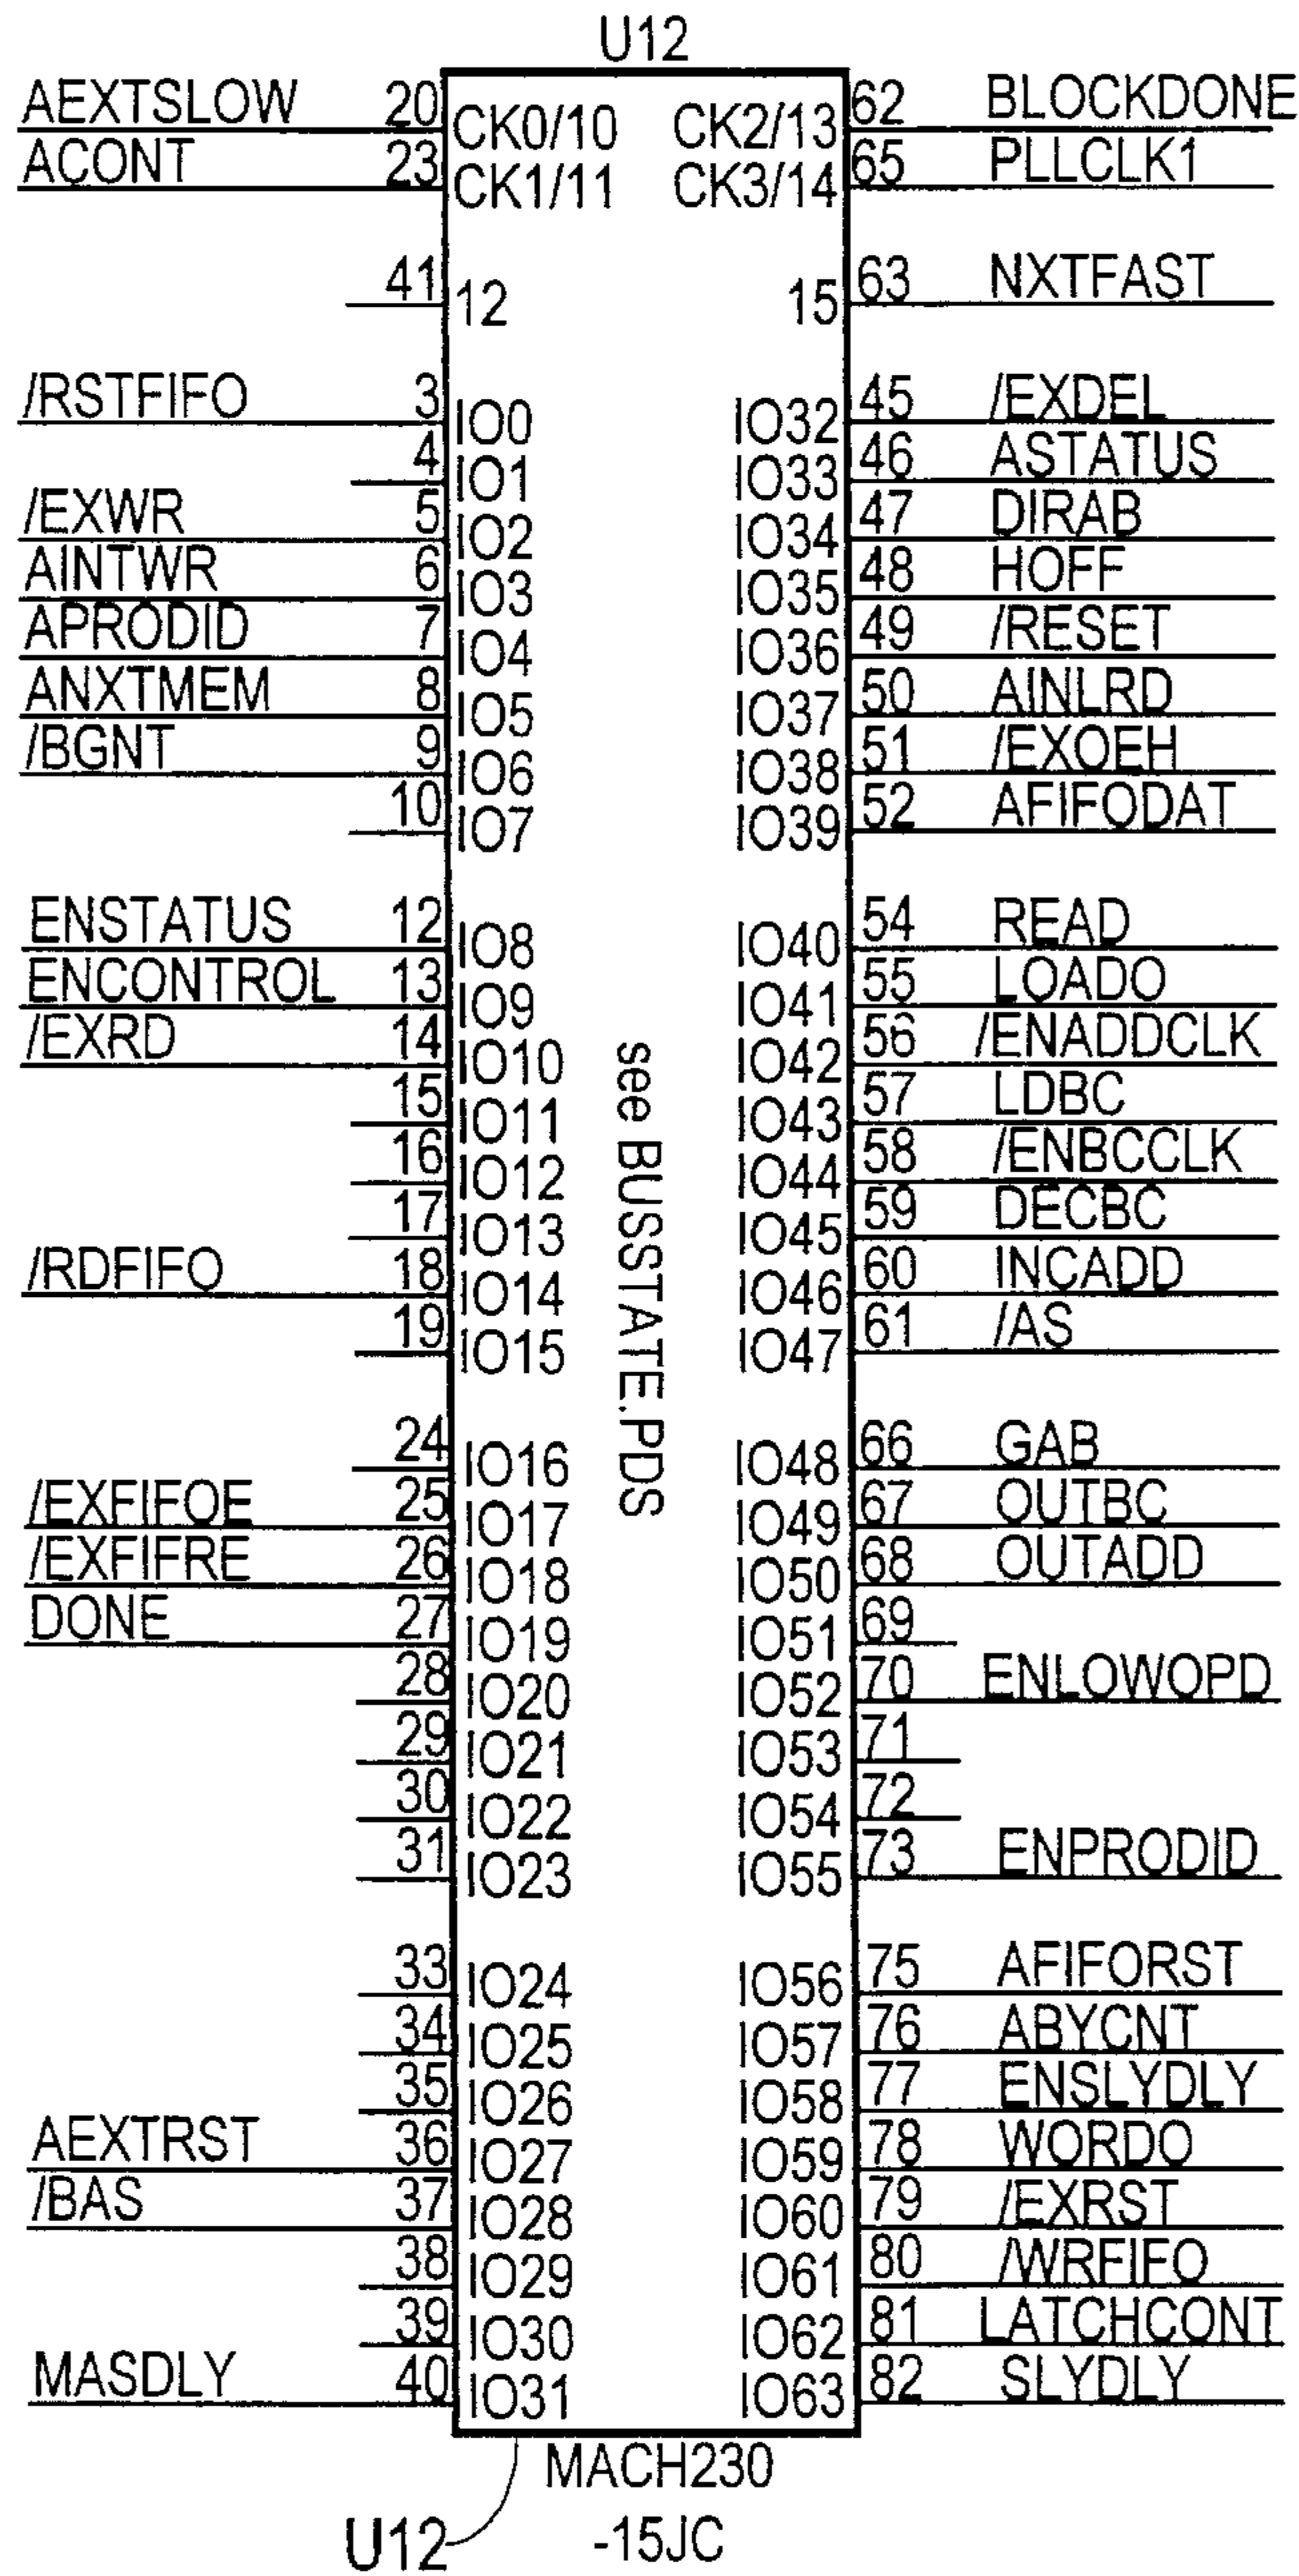 U12
AEXTSLOW 20 CK0/10 CK2/13 62 BLOCKDONE
ACONT 23 CK1/11 CK3/14 65 PLLCLK1
41 12 15 63 NXTFAST
/RSTFIFO 3 IO0 IO32 45 /EXDEL
4 IO1 IO33 46 ASTATUS
/EXWR 5 IO2 IO34 47 DIRAB
AINTWR 6 IO3 IO35 48 HOFF
APRODID 7 IO4 IO36 49 /RESET
ANXTMEM 8 IO5 IO37 50 AINLRD
/BGNT 9 IO6 IO38 51 /EXOEH
10 IO7 IO39 52 AFIFODAT
ENSTATUS 12 IO8 IO40 54 READ
ENCONTROL 13 IO9 IO41 55 LOADO
/EXRD 14 IO10 IO42 56 /ENADDCLK
15 IO11 IO43 57 LDBC
16 IO12 IO44 58 /ENBCCLK
17 IO13 IO45 59 DECBC
/RDFIFO 18 IO14 IO46 60 INCADD
19 IO15 IO47 61 /AS
see BUSSTATE.PDS
24 IO16 IO48 66 GAB
/EXFIFOE 25 IO17 IO49 67 OUTBC
/EXFIFRE 26 IO18 IO50 68 OUTADD
DONE 27 IO19 IO51 69
28 IO20 IO52 70 ENLOWOPD
29 IO21 IO53 71
30 IO22 IO54 72
31 IO23 IO55 73 ENPRODID
33 IO24 IO56 75 AFIFORST
34 IO25 IO57 76 ABYCNT
35 IO26 IO58 77 ENSLYDLY
AEXTRST 36 IO27 IO59 78 WORDO
/BAS 37 IO28 IO60 79 /EXRST
38 IO29 IO61 80 /WRFIFO
39 IO30 IO62 81 LATCHCONT
MASDLY 40 IO31 IO63 82 SLYDLY
MACH230
U12 -15JC